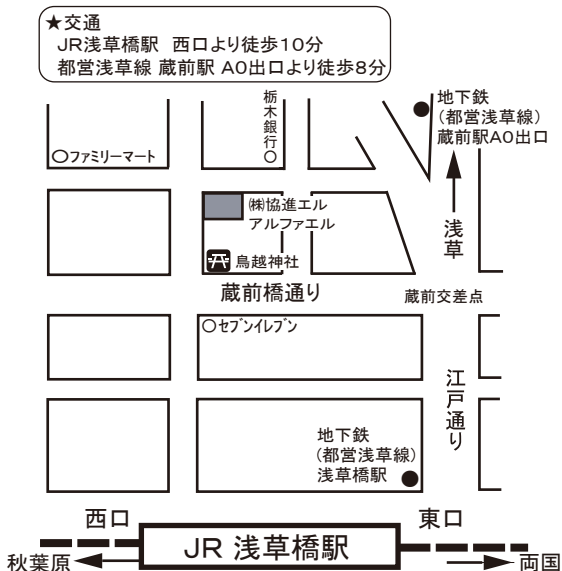 ★交通
JR浅草橋駅 西口より徒歩10分
都営浅草線 蔵前駅 A0出口より徒歩8分
栃木銀行
地下鉄
(都営浅草線)
蔵前駅A0出口
ファミリーマート
浅草
㈱協進エル
アルファエル
鳥越神社
蔵前橋通り
蔵前交差点
セブンイレブン
江戸通り
地下鉄
(都営浅草線)
浅草橋駅
西口
東口
JR 浅草橋駅
秋葉原
両国